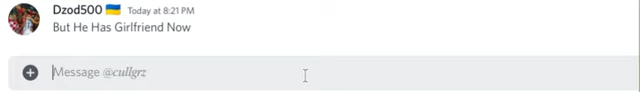 Dzod500 🇺🇦 Today at 8:21 PM
But He Has Girlfriend Now
Message @cullgrz